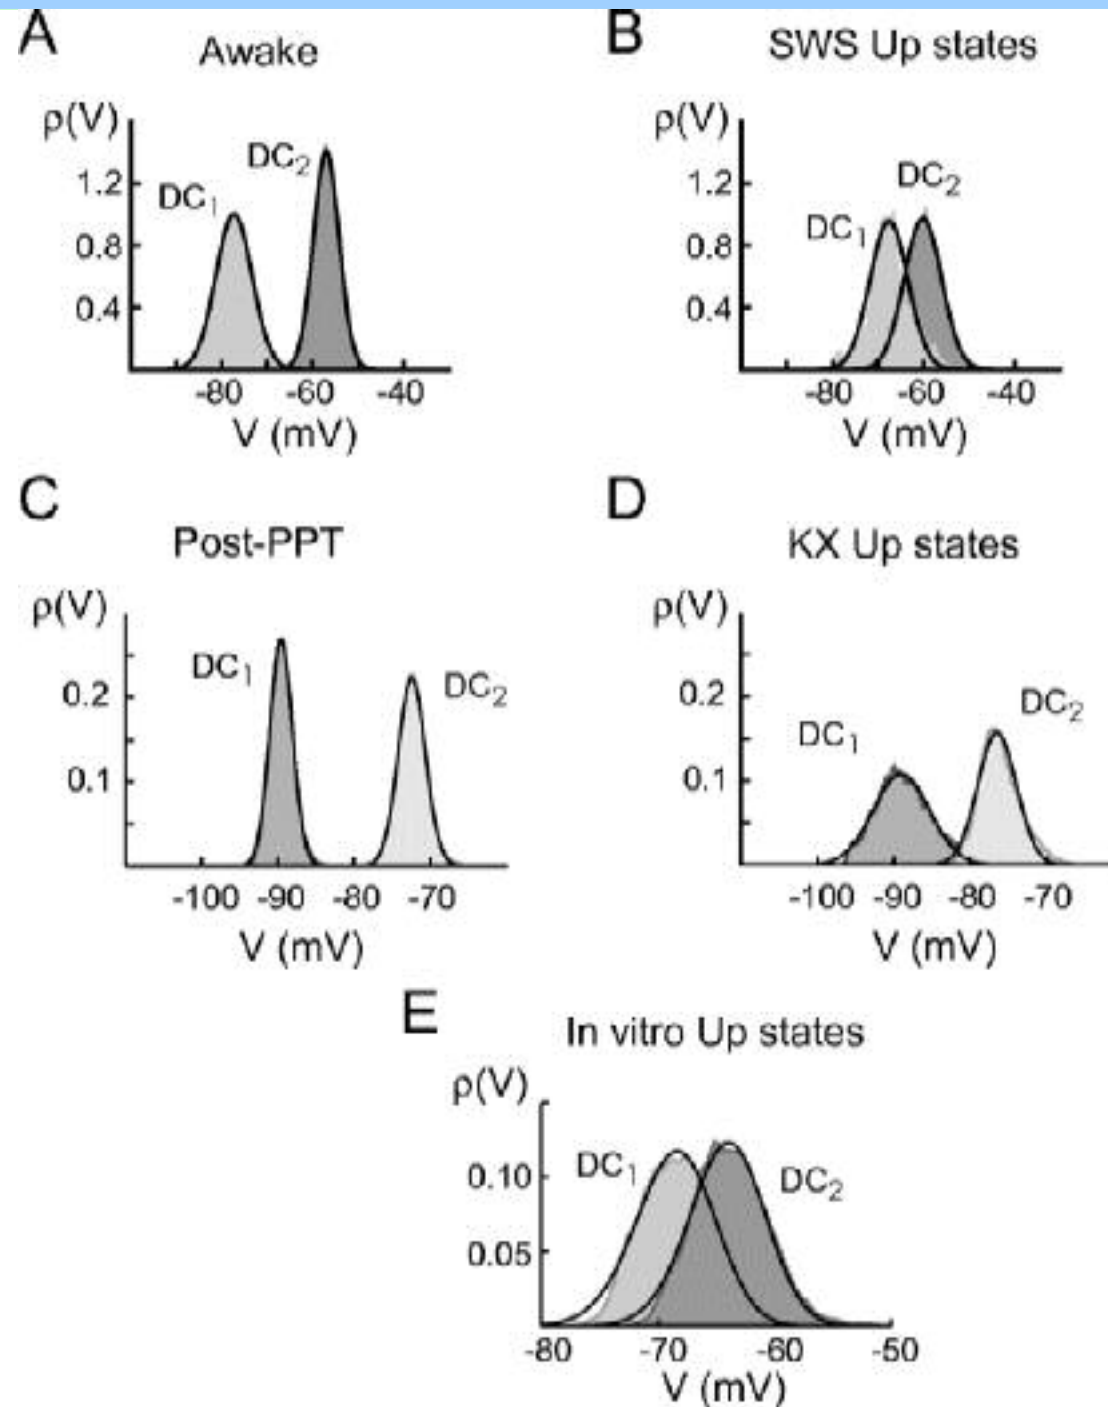 A
Awake
ρ(V)
DC₂
DC₁
1.2
0.8
0.4
-80 -60 -40
V (mV)
B
SWS Up states
ρ(V)
DC₂
DC₁
1.2
0.8
0.4
-80 -60 -40
V (mV)
C
Post-PPT
ρ(V)
DC₁
DC₂
0.2
0.1
-100 -90 -80 -70
V (mV)
D
KX Up states
ρ(V)
DC₂
DC₁
0.2
0.1
-100 -90 -80 -70
V (mV)
E
In vitro Up states
ρ(V)
DC₁
DC₂
0.10
0.05
-80 -70 -60 -50
V (mV)